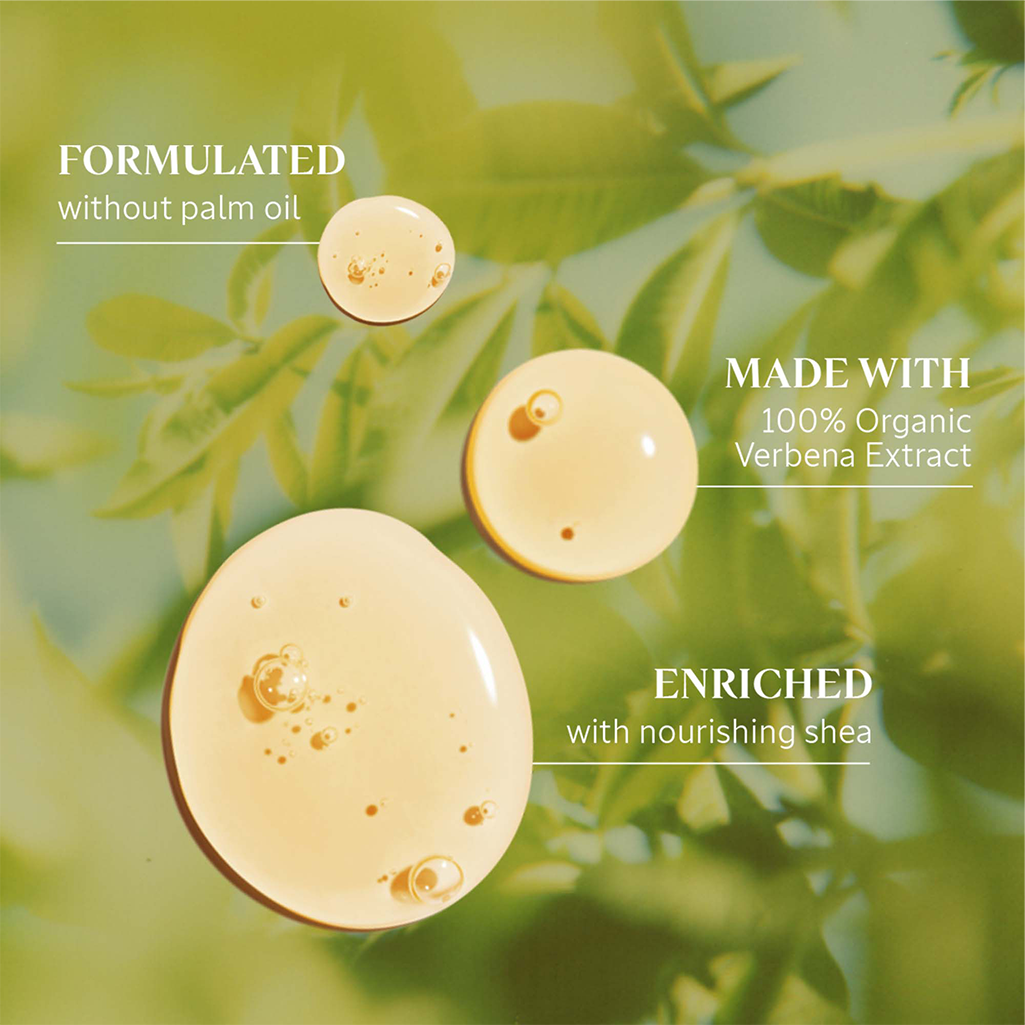 FORMULATED
without palm oil
MADE WITH
100% Organic
Verbena Extract
ENRICHED
with nourishing shea